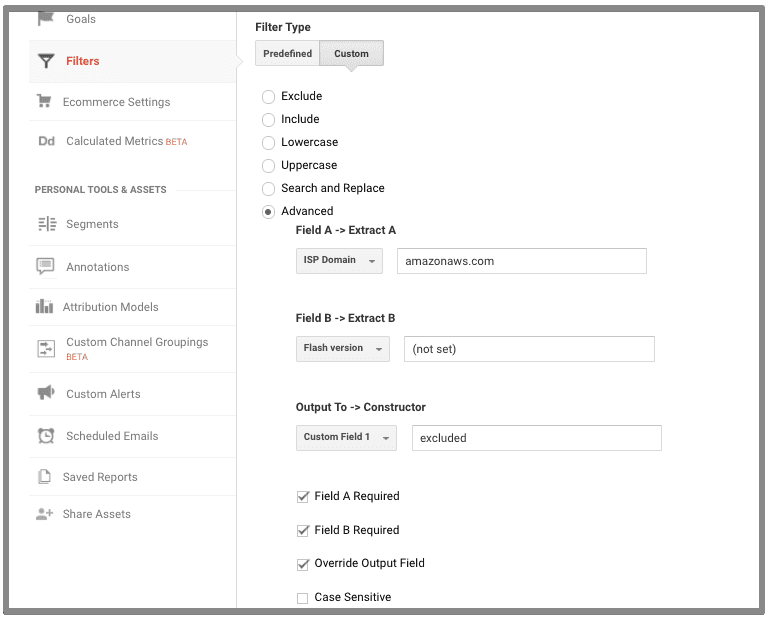 Goals
Filters
Ecommerce Settings
Dd Calculated Metrics BETA
PERSONAL TOOLS & ASSETS
Segments
Annotations
Attribution Models
Custom Channel Groupings
BETA
Custom Alerts
Scheduled Emails
Saved Reports
Share Assets
Filter Type
Predefined Custom
Exclude
Include
Lowercase
Uppercase
Search and Replace
Advanced
Field A -> Extract A
ISP Domain amazonaws.com
Field B -> Extract B
Flash version (not set)
Output To -> Constructor
Custom Field 1 excluded
Field A Required
Field B Required
Override Output Field
Case Sensitive